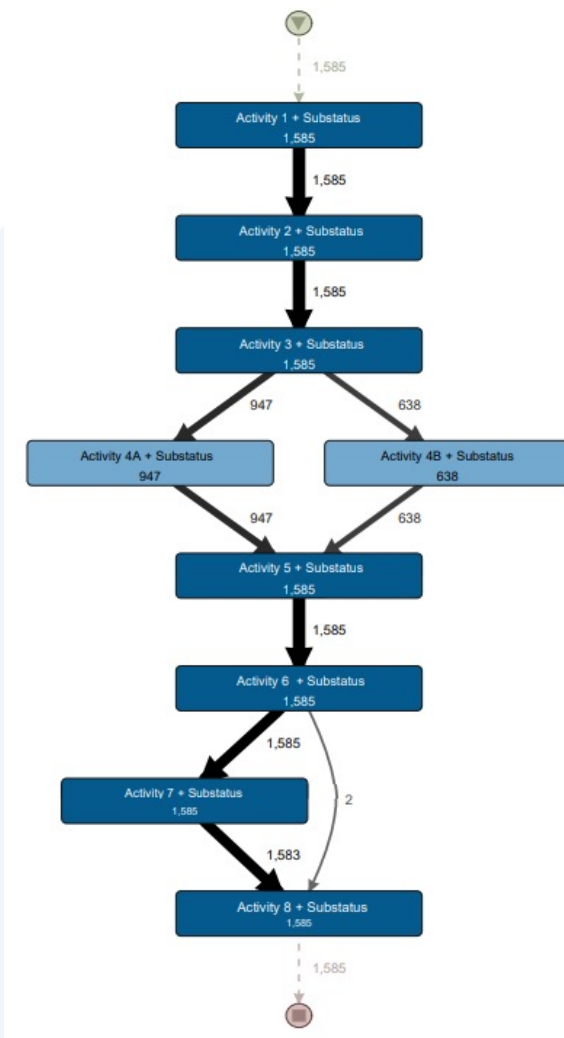 1,585
Activity 1 + Substatus
1,585
1,585
Activity 2 + Substatus
1,585
1,585
Activity 3 + Substatus
1,585
947
638
Activity 4A + Substatus
947
Activity 4B + Substatus
638
947
638
Activity 5 + Substatus
1,585
1,585
Activity 6 + Substatus
1,585
1,585
Activity 7 + Substatus
1,585
2
1,583
Activity 8 + Substatus
1,585
1,585